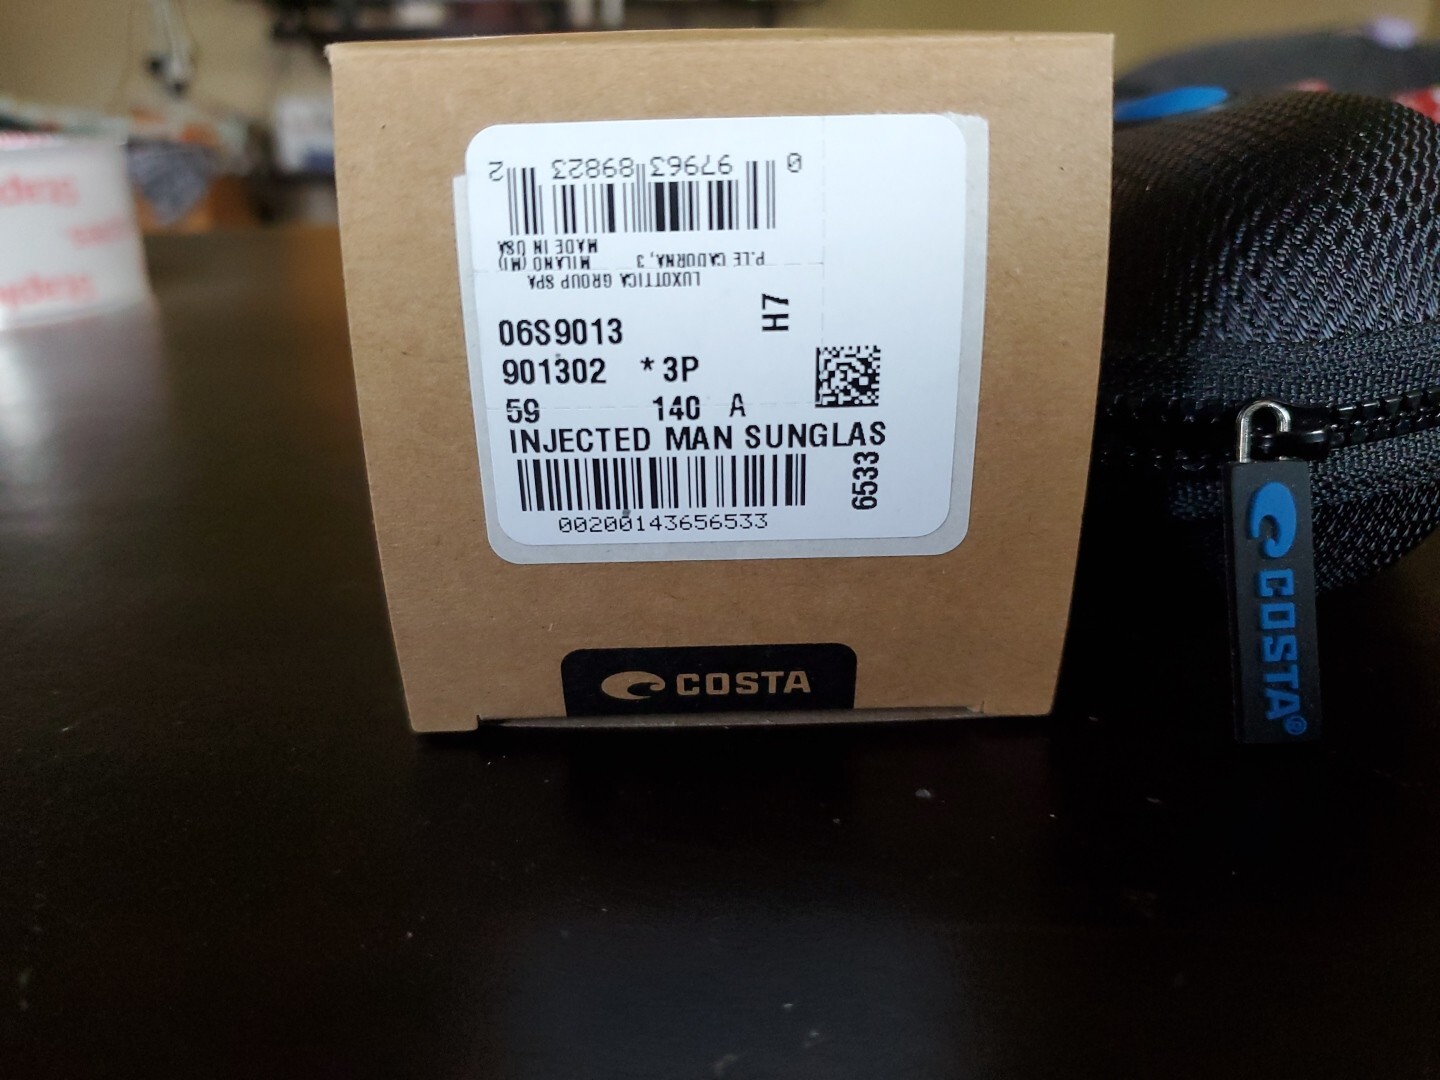 0 97963 89823 2
P.LE CADORNA, 3 MILANO (MI)
MADE IN USA
LUXOTTICA GROUP SPA
H7
06S9013
901302 * 3P
59 140 A
INJECTED MAN SUNGLAS
6533
00200143656533
COSTA
COSTA®